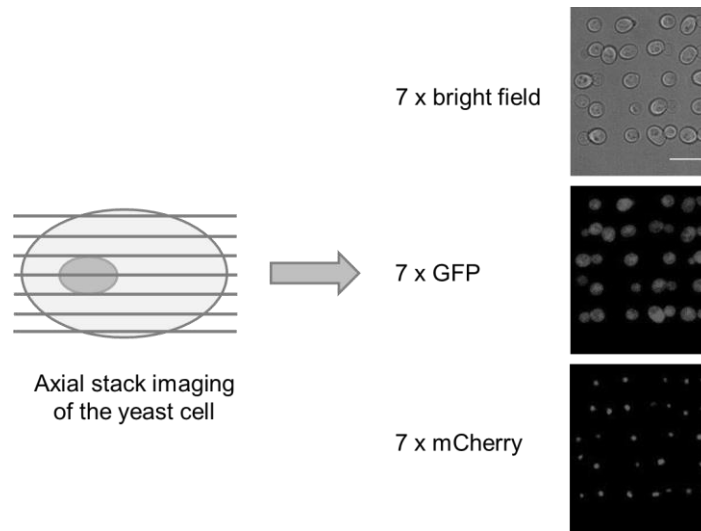 7 x bright field
7 x GFP
Axial stack imaging
of the yeast cell
7 x mCherry